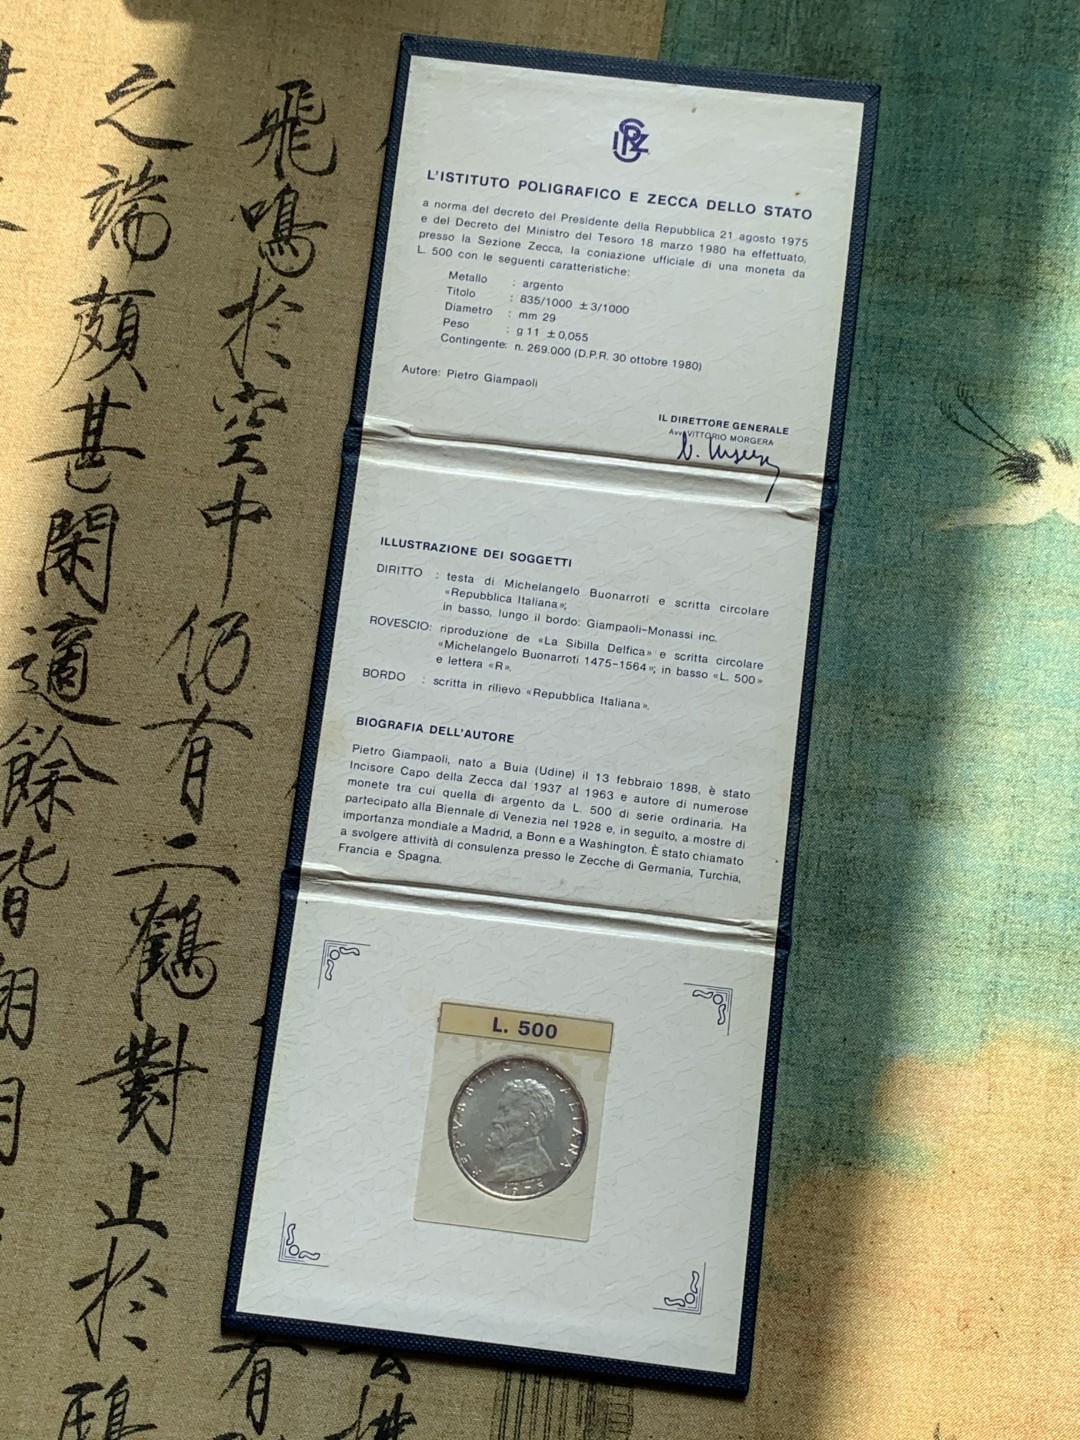 L'ISTITUTO POLIGRAFICO E ZECCA DELLO STATO
a norma del decreto del Presidente della Repubblica 21 agosto 1975
e del Decreto del Ministro del Tesoro 18 marzo 1980 ha effettuato,
presso la Sezione Zecca, la coniazione ufficiale di una moneta da
L. 500 con le seguenti caratteristiche:
Metallo : argento
Titolo : 835/1000 ±3/1000
Diametro : mm 29
Peso : g 11 ±0,055
Contingente: n. 269.000 (D.P.R. 30 ottobre 1980)
Autore: Pietro Giampaoli
IL DIRETTORE GENERALE
Avv. VITTORIO MORGERA
ILLUSTRAZIONE DEI SOGGETTI
DIRITTO : testa di Michelangelo Buonarroti e scritta circolare
«Repubblica Italiana»;
in basso, lungo il bordo: Giampaoli-Monassi inc.
ROVESCIO: riproduzione de «La Sibilla Delfica» e scritta circolare
«Michelangelo Buonarroti 1475-1564»; in basso «L. 500»
e lettera «R».
BORDO : scritta in rilievo «Repubblica Italiana».
BIOGRAFIA DELL'AUTORE
Pietro Giampaoli, nato a Buia (Udine) il 13 febbraio 1898, è stato
Incisore Capo della Zecca dal 1937 al 1963 e autore di numerose
monete tra cui quella di argento da L. 500 di serie ordinaria. Ha
partecipato alla Biennale di Venezia nel 1928 e, in seguito, a mostre di
importanza mondiale a Madrid, a Bonn e a Washington. È stato chiamato
a svolgere attività di consulenza presso le Zecche di Germania, Turchia,
Francia e Spagna.
L. 500
REPVBBLICA ITALIANA
飛鳴於空中仍有二鶴對止於
之端頗甚閑適餘皆翔
有